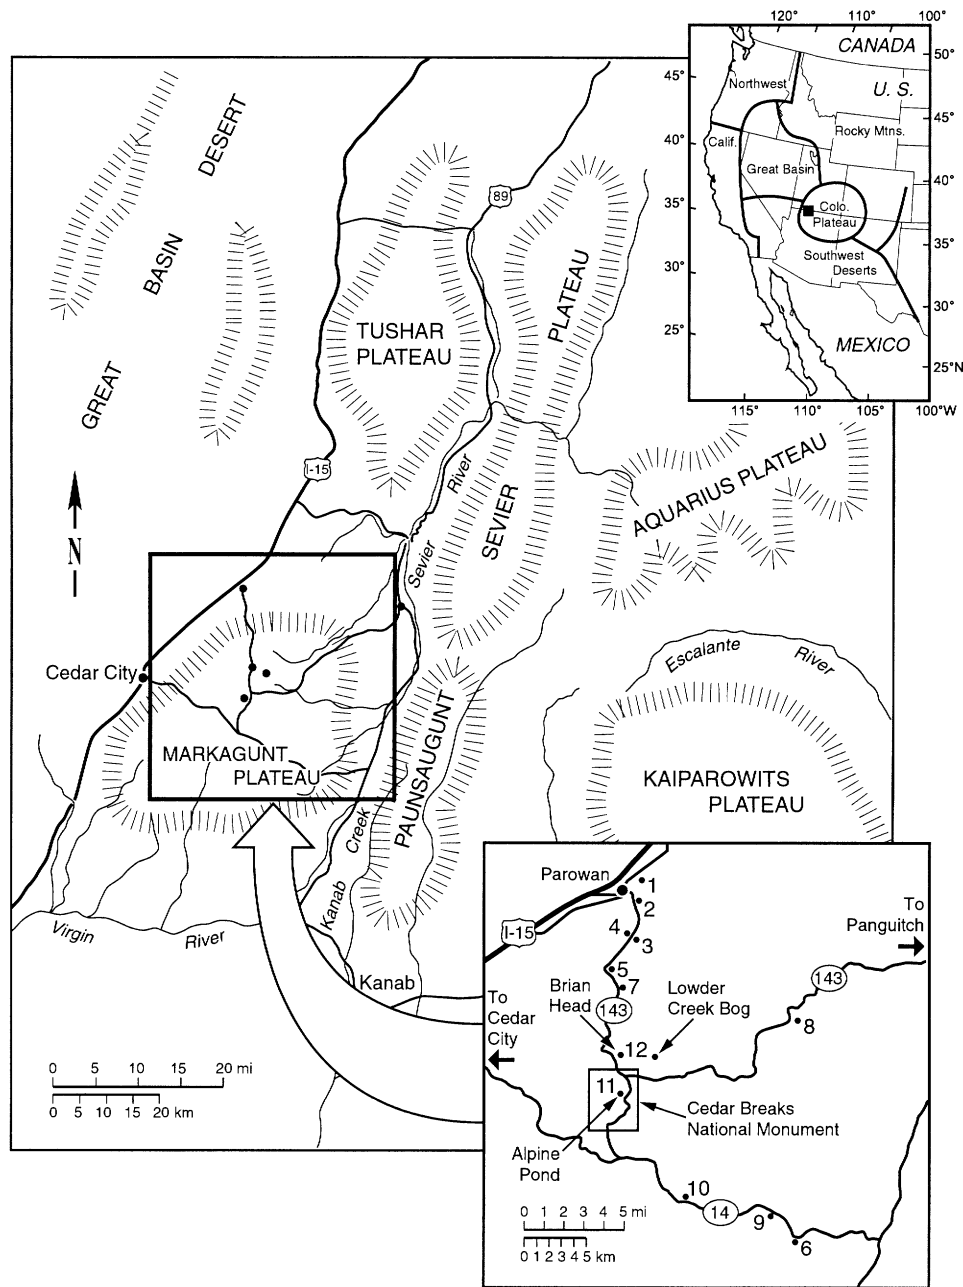 120°
110°
100°
CANADA
50°
45°
U. S.
Northwest
45°
Rocky Mtns.
40°
Calif.
Great Basin
40°
35°
Colo.
Plateau
35°
Southwest
Deserts
30°
30°
25°
MEXICO
25°N
115°
110°
105°
100°W
GREAT BASIN DESERT
89
TUSHAR
PLATEAU
SEVIER PLATEAU
I-15
Sevier River
AQUARIUS PLATEAU
N
Cedar City
Escalante River
MARKAGUNT
PLATEAU
PAUNSAUGUNT
KAIPAROWITS
PLATEAU
Kanab Creek
Virgin River
Kanab
0 5 10 15 20 mi
0 5 10 15 20 km
Parowan
1
2
I-15
4
3
To
Panguitch
5
7
Brian
Head
Lowder
Creek Bog
143
143
To
Cedar
City
8
12
11
Cedar Breaks
National Monument
Alpine
Pond
10
14
9
6
0 1 2 3 4 5 mi
0 1 2 3 4 5 km